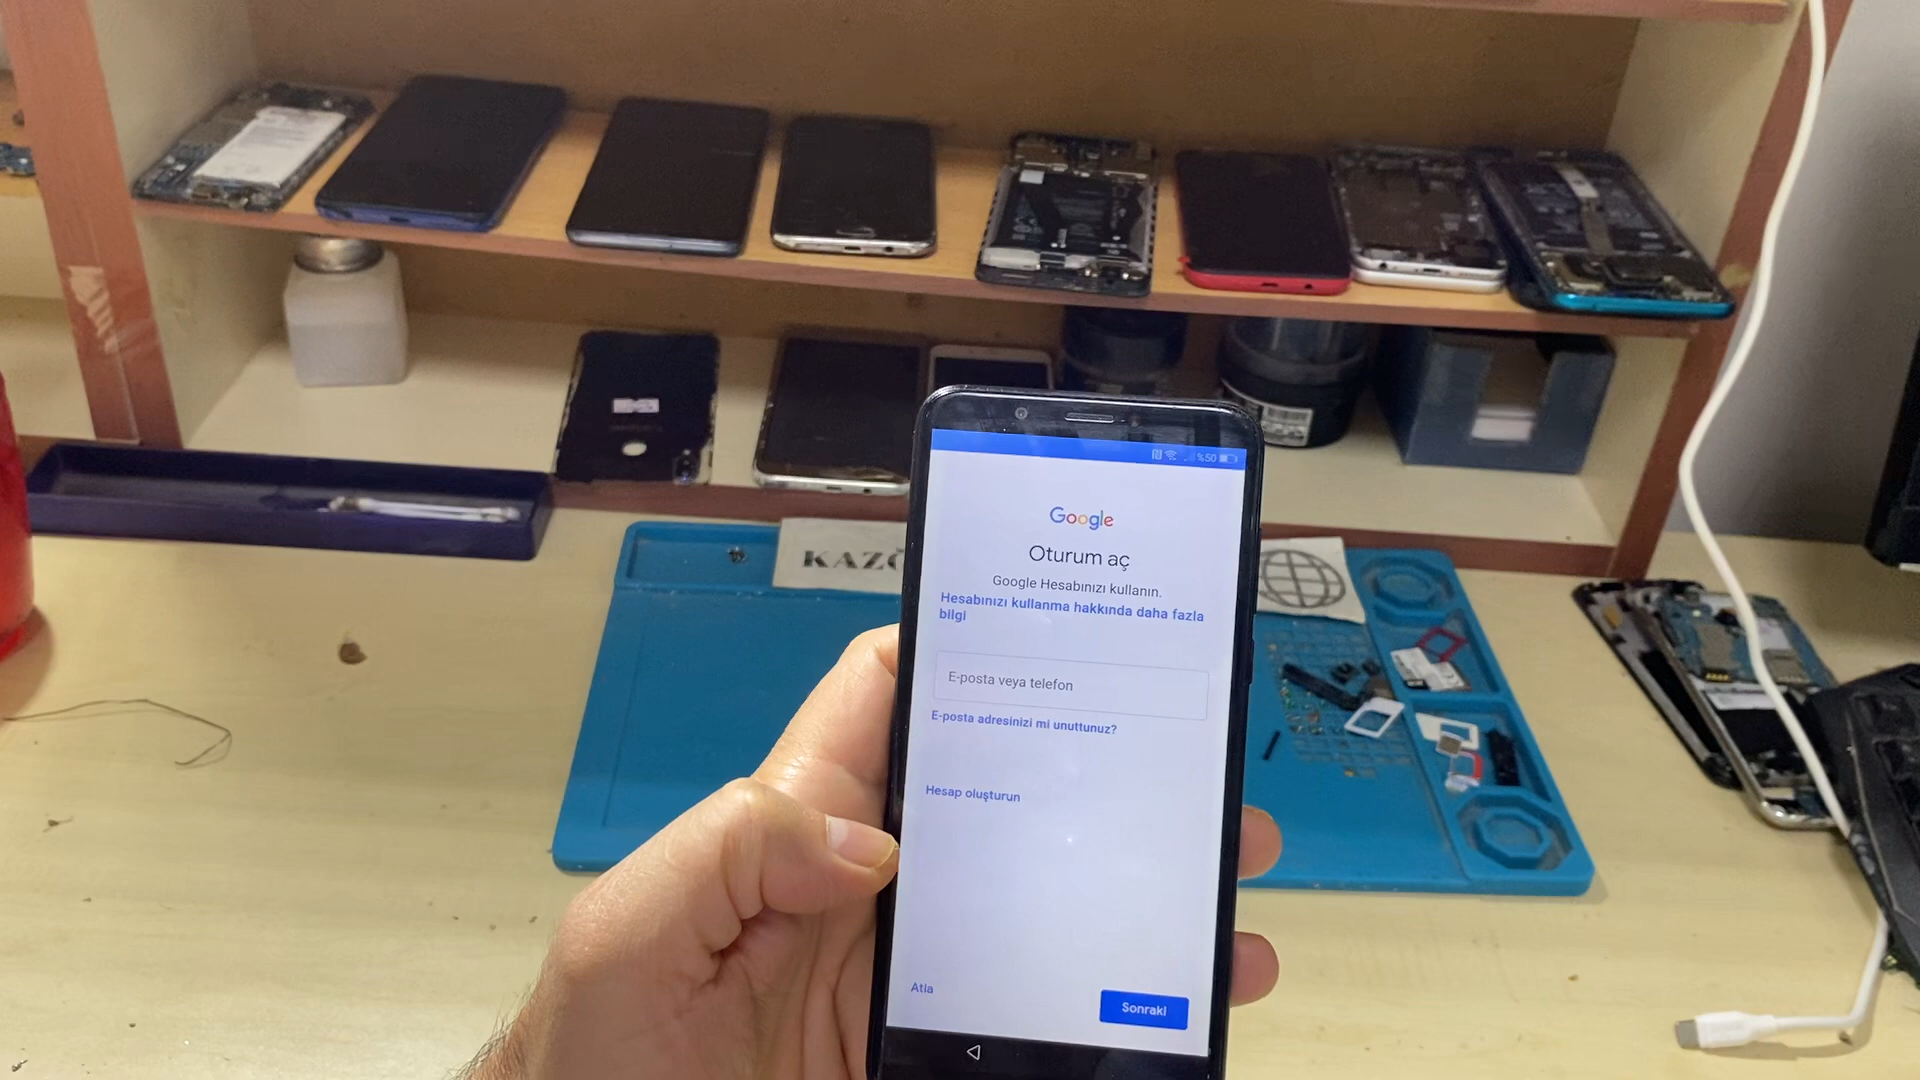 %50
Google
Oturum aç
Google Hesabınızı kullanın.
Hesabınızı kullanma hakkında daha fazla
bilgi
E-posta veya telefon
E-posta adresinizi mi unuttunuz?
Hesap oluşturun
Atla
Sonraki